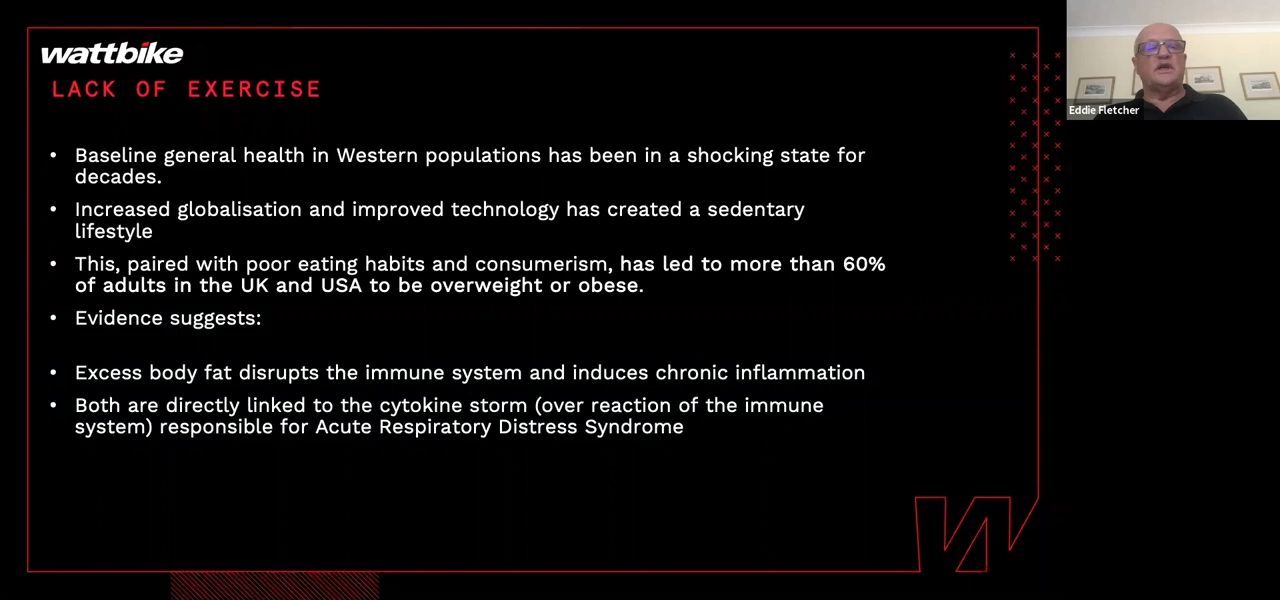 wattbike
LACK OF EXERCISE
• Baseline general health in Western populations has been in a shocking state for
decades.
• Increased globalisation and improved technology has created a sedentary
lifestyle
• This, paired with poor eating habits and consumerism, has led to more than 60%
of adults in the UK and USA to be overweight or obese.
• Evidence suggests:
• Excess body fat disrupts the immune system and induces chronic inflammation
• Both are directly linked to the cytokine storm (over reaction of the immune
system) responsible for Acute Respiratory Distress Syndrome
Eddie Fletcher